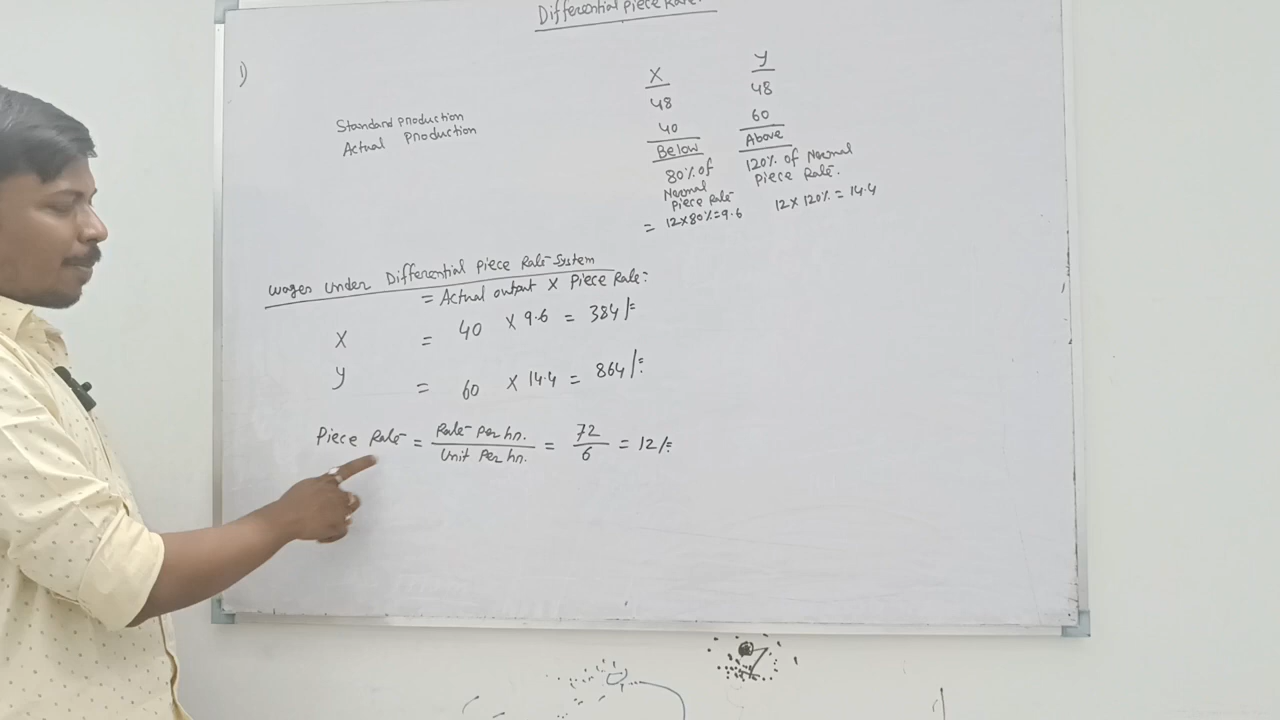 Differential Piece Rate.
1)
X Y
Standard Production 48 48
Actual Production 40 60
Below Above
80% of Normal Piece Rate 120% of Normal Piece Rate.
= 12 x 80% = 9.6 12 x 120% = 14.4
Wages Under Differential Piece Rate System
= Actual output X Piece Rate:
X = 40 X 9.6 = 384/=
Y = 60 X 14.4 = 864/=
Piece Rate = Rate Per hr. / Unit Per hr. = 72 / 6 = 12/=